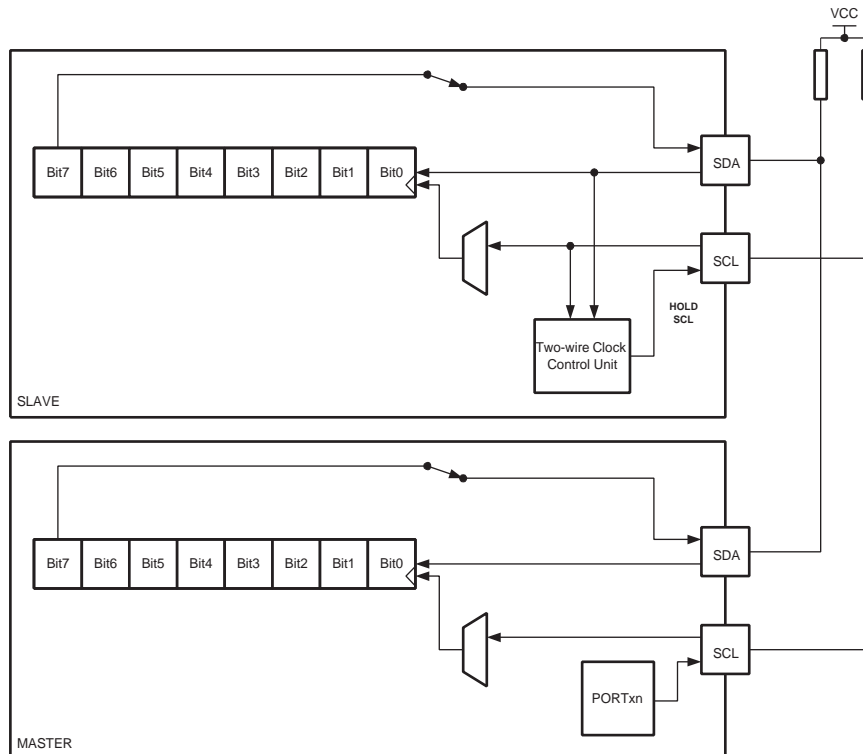 VCC
SDA
Bit7 Bit6 Bit5 Bit4 Bit3 Bit2 Bit1 Bit0
SCL
HOLD
SCL
Two-wire Clock
Control Unit
SLAVE
SDA
Bit7 Bit6 Bit5 Bit4 Bit3 Bit2 Bit1 Bit0
SCL
PORTxn
MASTER